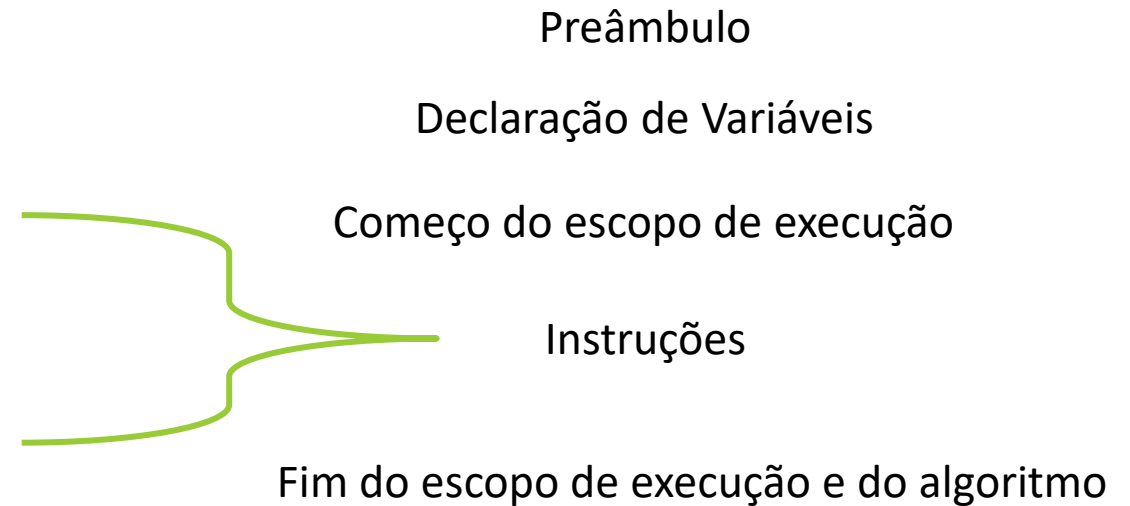 Preâmbulo
Declaração de Variáveis
Começo do escopo de execução
Instruções
Fim do escopo de execução e do algoritmo